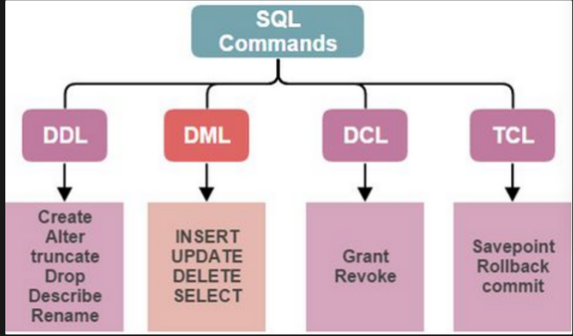 SQL
Commands
DDL
DML
DCL
TCL
Create
Alter
truncate
Drop
Describe
Rename
INSERT
UPDATE
DELETE
SELECT
Grant
Revoke
Savepoint
Rollback
commit